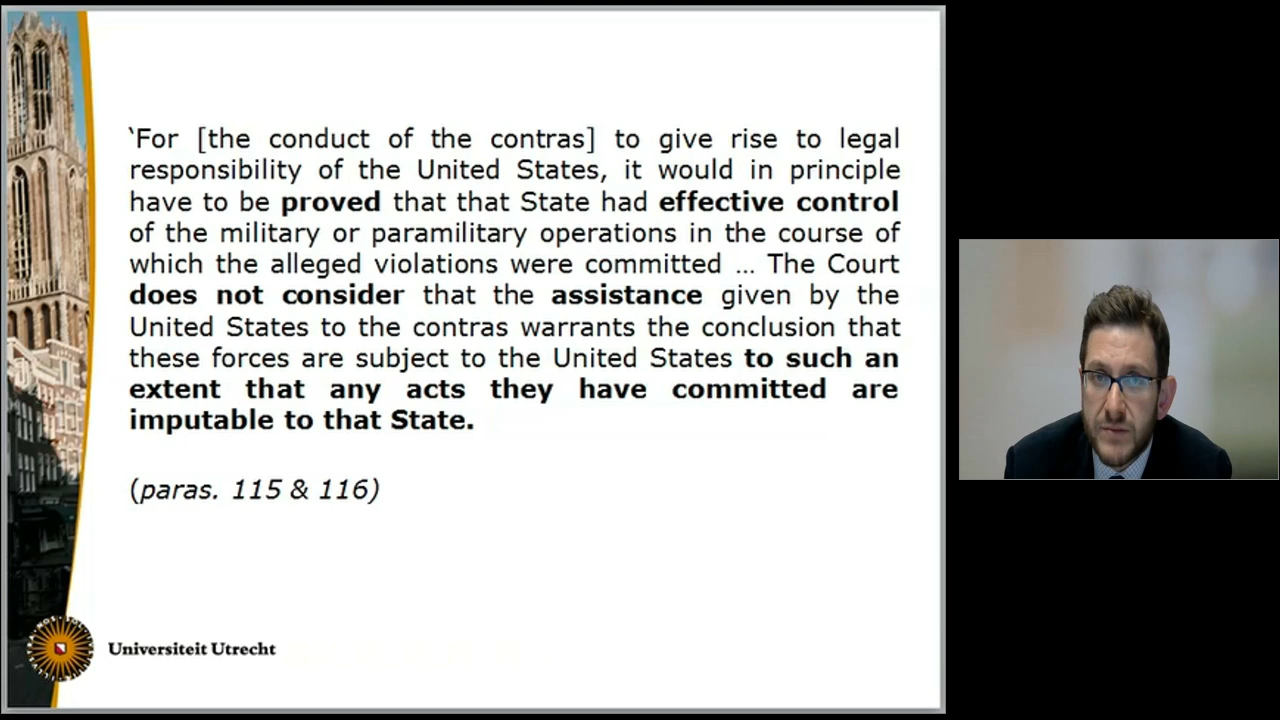 ‘For [the conduct of the contras] to give rise to legal
responsibility of the United States, it would in principle
have to be proved that that State had effective control
of the military or paramilitary operations in the course of
which the alleged violations were committed … The Court
does not consider that the assistance given by the
United States to the contras warrants the conclusion that
these forces are subject to the United States to such an
extent that any acts they have committed are
imputable to that State.
(paras. 115 & 116)
Universiteit Utrecht